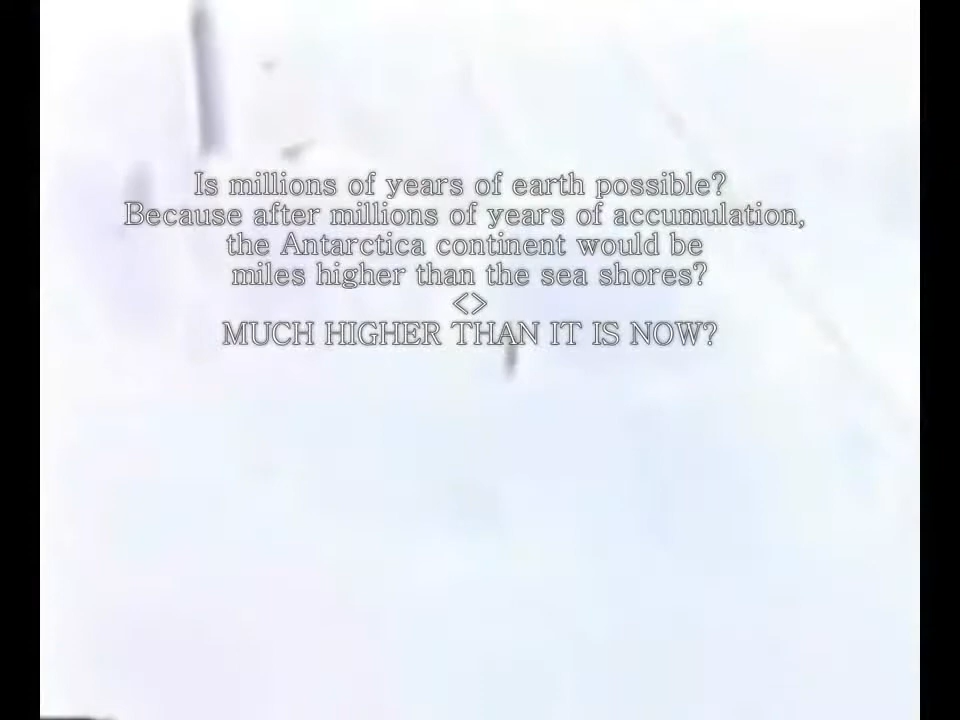 Is millions of years of earth possible?
Because after millions of years of accumulation,
the Antarctica continent would be
miles higher than the sea shores?
<>
MUCH HIGHER THAN IT IS NOW?